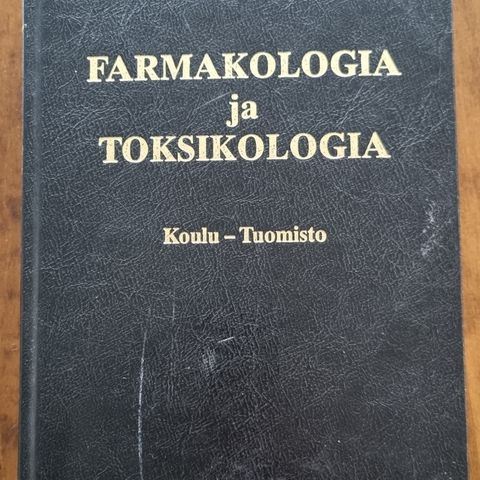 FARMAKOLOGIA
ja
TOKSIKOLOGIA
Koulu – Tuomisto